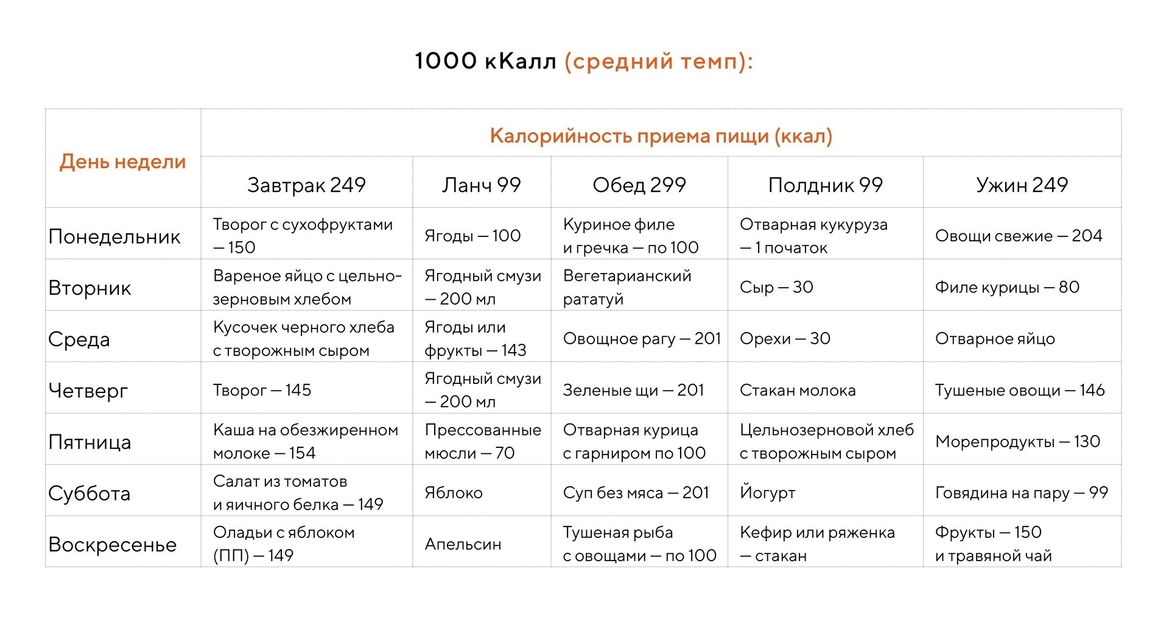 1000 кКалл (средний темп):
День недели
Калорийность приема пищи (ккал)
Завтрак 249
Ланч 99
Обед 299
Полдник 99
Ужин 249
Понедельник
Творог с сухофруктами
— 150
Ягоды — 100
Куриное филе
и гречка — по 100
Отварная кукуруза
— 1 початок
Овощи свежие — 204
Вторник
Вареное яйцо с цельно-
зерновым хлебом
Ягодный смузи
— 200 мл
Вегетарианский
рататуй
Сыр — 30
Филе курицы — 80
Среда
Кусочек черного хлеба
с творожным сыром
Ягоды или
фрукты — 143
Овощное рагу — 201
Орехи — 30
Отварное яйцо
Четверг
Творог — 145
Ягодный смузи
— 200 мл
Зеленые щи — 201
Стакан молока
Тушеные овощи — 146
Пятница
Каша на обезжиренном
молоке — 154
Прессованные
мюсли — 70
Отварная курица
с гарниром по 100
Цельнозерновой хлеб
с творожным сыром
Морепродукты — 130
Суббота
Салат из томатов
и яичного белка — 149
Яблоко
Суп без мяса — 201
Йогурт
Говядина на пару — 99
Воскресенье
Оладьи с яблоком
(ПП) — 149
Апельсин
Тушеная рыба
с овощами — по 100
Кефир или ряженка
— стакан
Фрукты — 150
и травяной чай